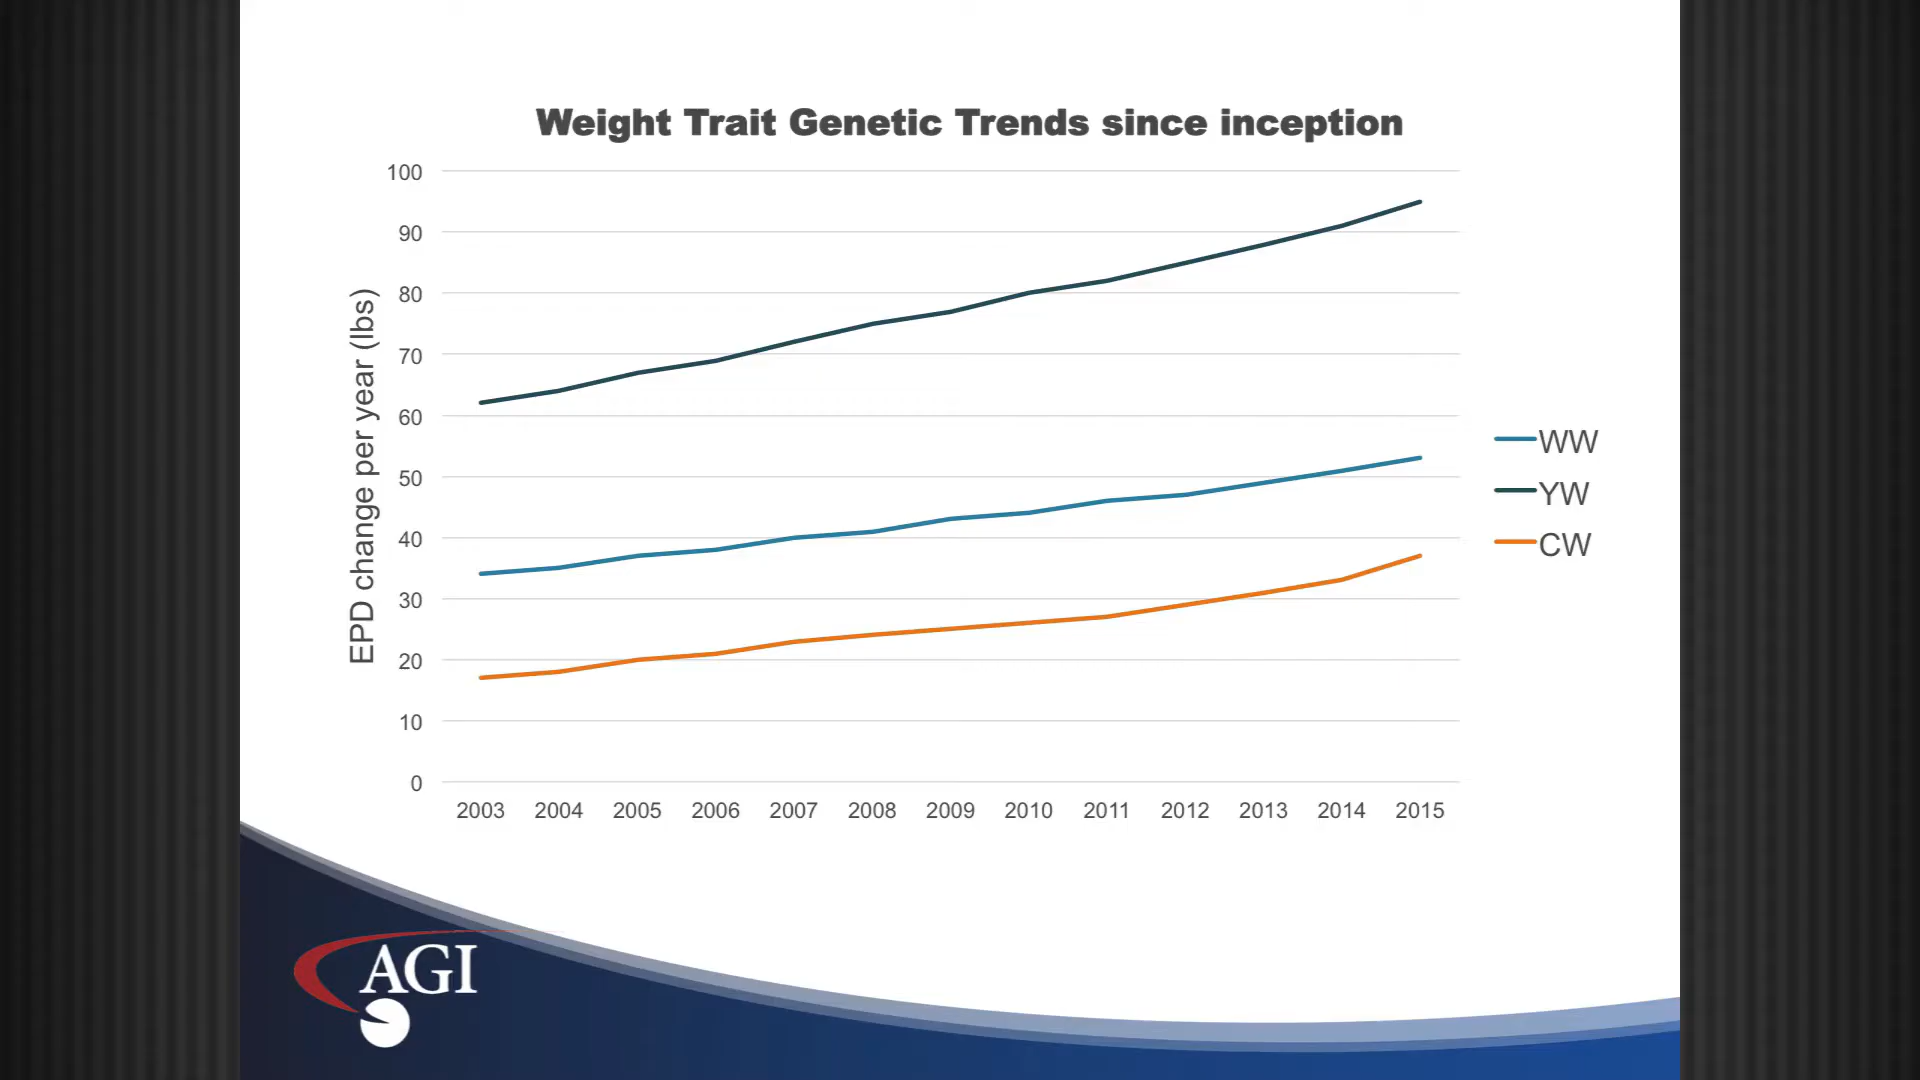 Weight Trait Genetic Trends since inception
EPD change per year (lbs)
100
90
80
70
60
50
40
30
20
10
0
2003 2004 2005 2006 2007 2008 2009 2010 2011 2012 2013 2014 2015
WW
YW
CW
AGI